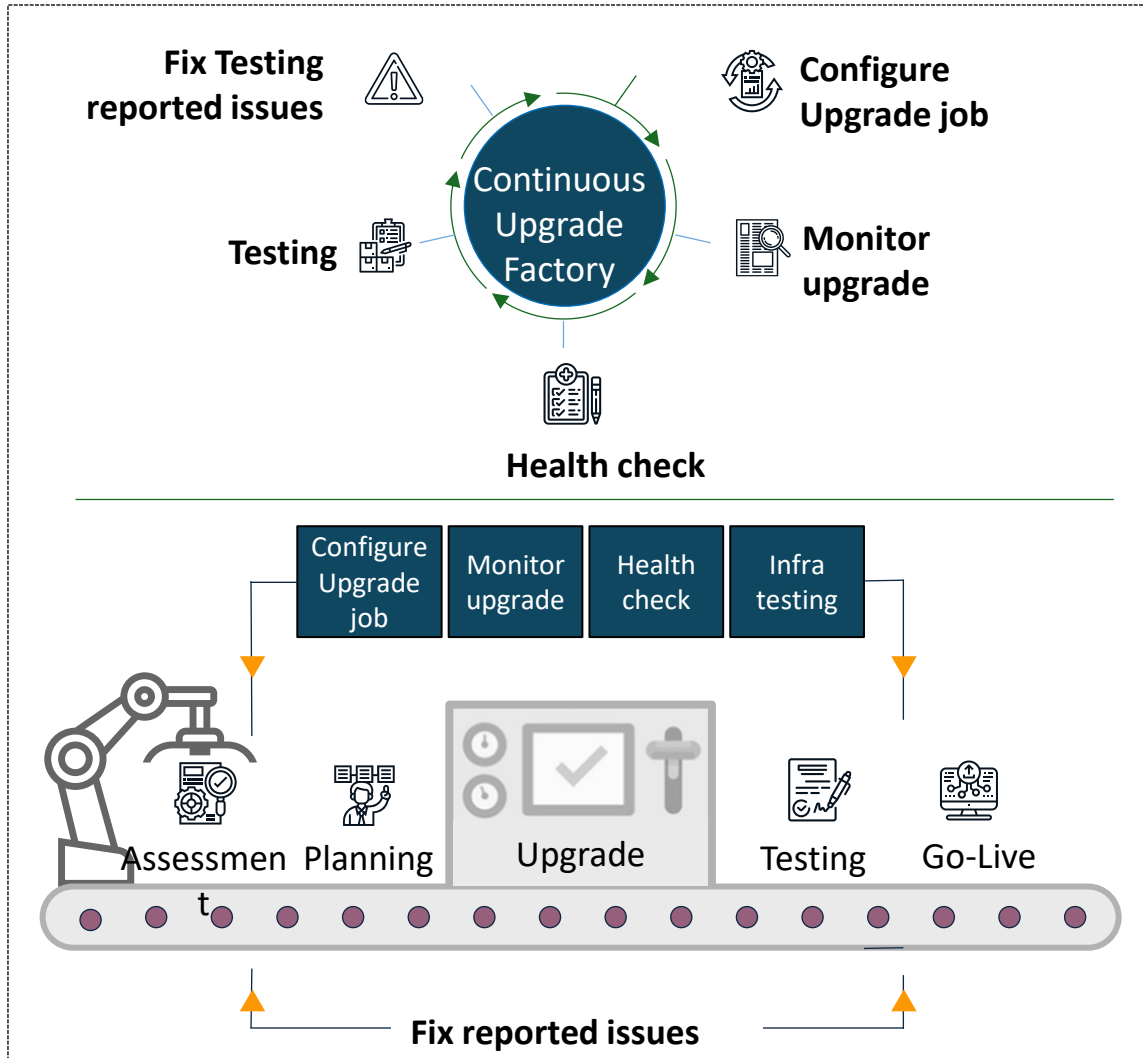 Fix Testing
reported issues
Configure
Upgrade job
Continuous
Upgrade
Factory
Testing
Monitor
upgrade
Health check
Configure
Upgrade
job
Monitor
upgrade
Health
check
Infra
testing
Assessmen
t
Planning
Upgrade
Testing
Go-Live
Fix reported issues